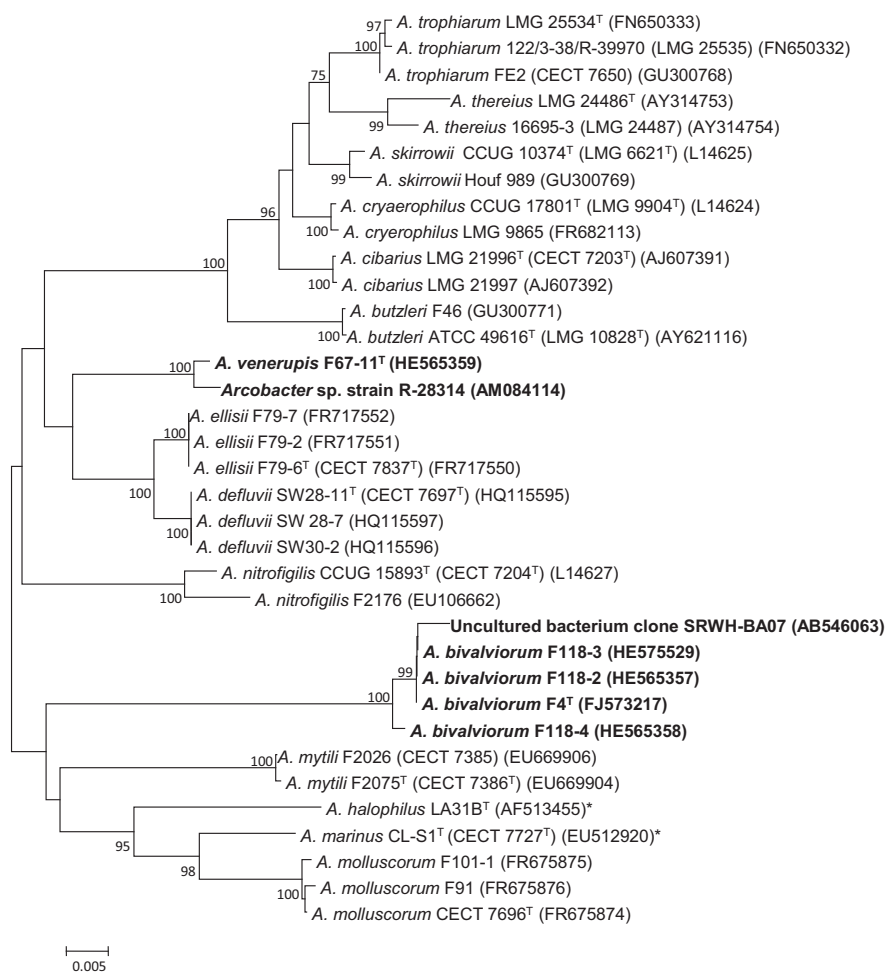 97
A. trophiarum LMG 25534ᵀ (FN650333)
A. trophiarum 122/3-38/R-39970 (LMG 25535) (FN650332)
100
A. trophiarum FE2 (CECT 7650) (GU300768)
75
A. thereius LMG 24486ᵀ (AY314753)
99
A. thereius 16695-3 (LMG 24487) (AY314754)
A. skirrowii CCUG 10374ᵀ (LMG 6621ᵀ) (L14625)
99
A. skirrowii Houf 989 (GU300769)
96
A. cryaerophilus CCUG 17801ᵀ (LMG 9904ᵀ) (L14624)
100
A. cryerophilus LMG 9865 (FR682113)
100
A. cibarius LMG 21996ᵀ (CECT 7203ᵀ) (AJ607391)
100
A. cibarius LMG 21997 (AJ607392)
A. butzleri F46 (GU300771)
100
A. butzleri ATCC 49616ᵀ (LMG 10828ᵀ) (AY621116)
100
A. venerupis F67-11ᵀ (HE565359)
Arcobacter sp. strain R-28314 (AM084114)
A. ellisii F79-7 (FR717552)
100
A. ellisii F79-2 (FR717551)
A. ellisii F79-6ᵀ (CECT 7837ᵀ) (FR717550)
100
A. defluvii SW28-11ᵀ (CECT 7697ᵀ) (HQ115595)
A. defluvii SW 28-7 (HQ115597)
100
A. defluvii SW30-2 (HQ115596)
A. nitrofigilis CCUG 15893ᵀ (CECT 7204ᵀ) (L14627)
100
A. nitrofigilis F2176 (EU106662)
Uncultured bacterium clone SRWH-BA07 (AB546063)
A. bivalviorum F118-3 (HE575529)
99
A. bivalviorum F118-2 (HE565357)
100
A. bivalviorum F4ᵀ (FJ573217)
A. bivalviorum F118-4 (HE565358)
100
A. mytili F2026 (CECT 7385) (EU669906)
A. mytili F2075ᵀ (CECT 7386ᵀ) (EU669904)
A. halophilus LA31Bᵀ (AF513455)*
95
A. marinus CL-S1ᵀ (CECT 7727ᵀ) (EU512920)*
98
A. molluscorum F101-1 (FR675875)
100
A. molluscorum F91 (FR675876)
A. molluscorum CECT 7696ᵀ (FR675874)
0.005